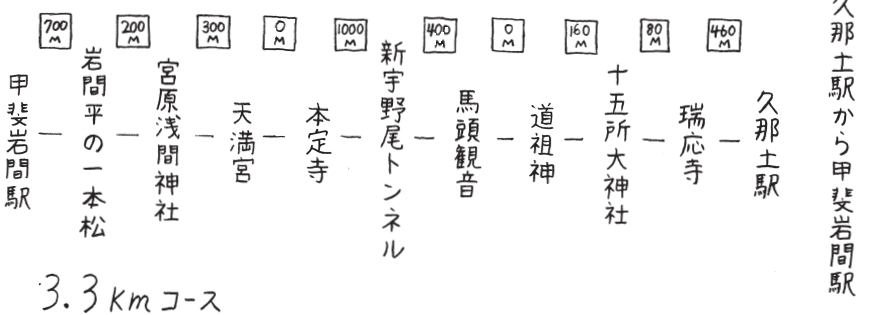 久那土駅から甲斐岩間駅
久那土駅
460M
瑞応寺
80M
十五所大神社
160M
道祖神
0M
馬頭観音
400M
新宇野尾トンネル
1000M
本定寺
0M
天満宮
300M
宮原浅間神社
200M
岩間平の一本松
700M
甲斐岩間駅
3.3kmコース